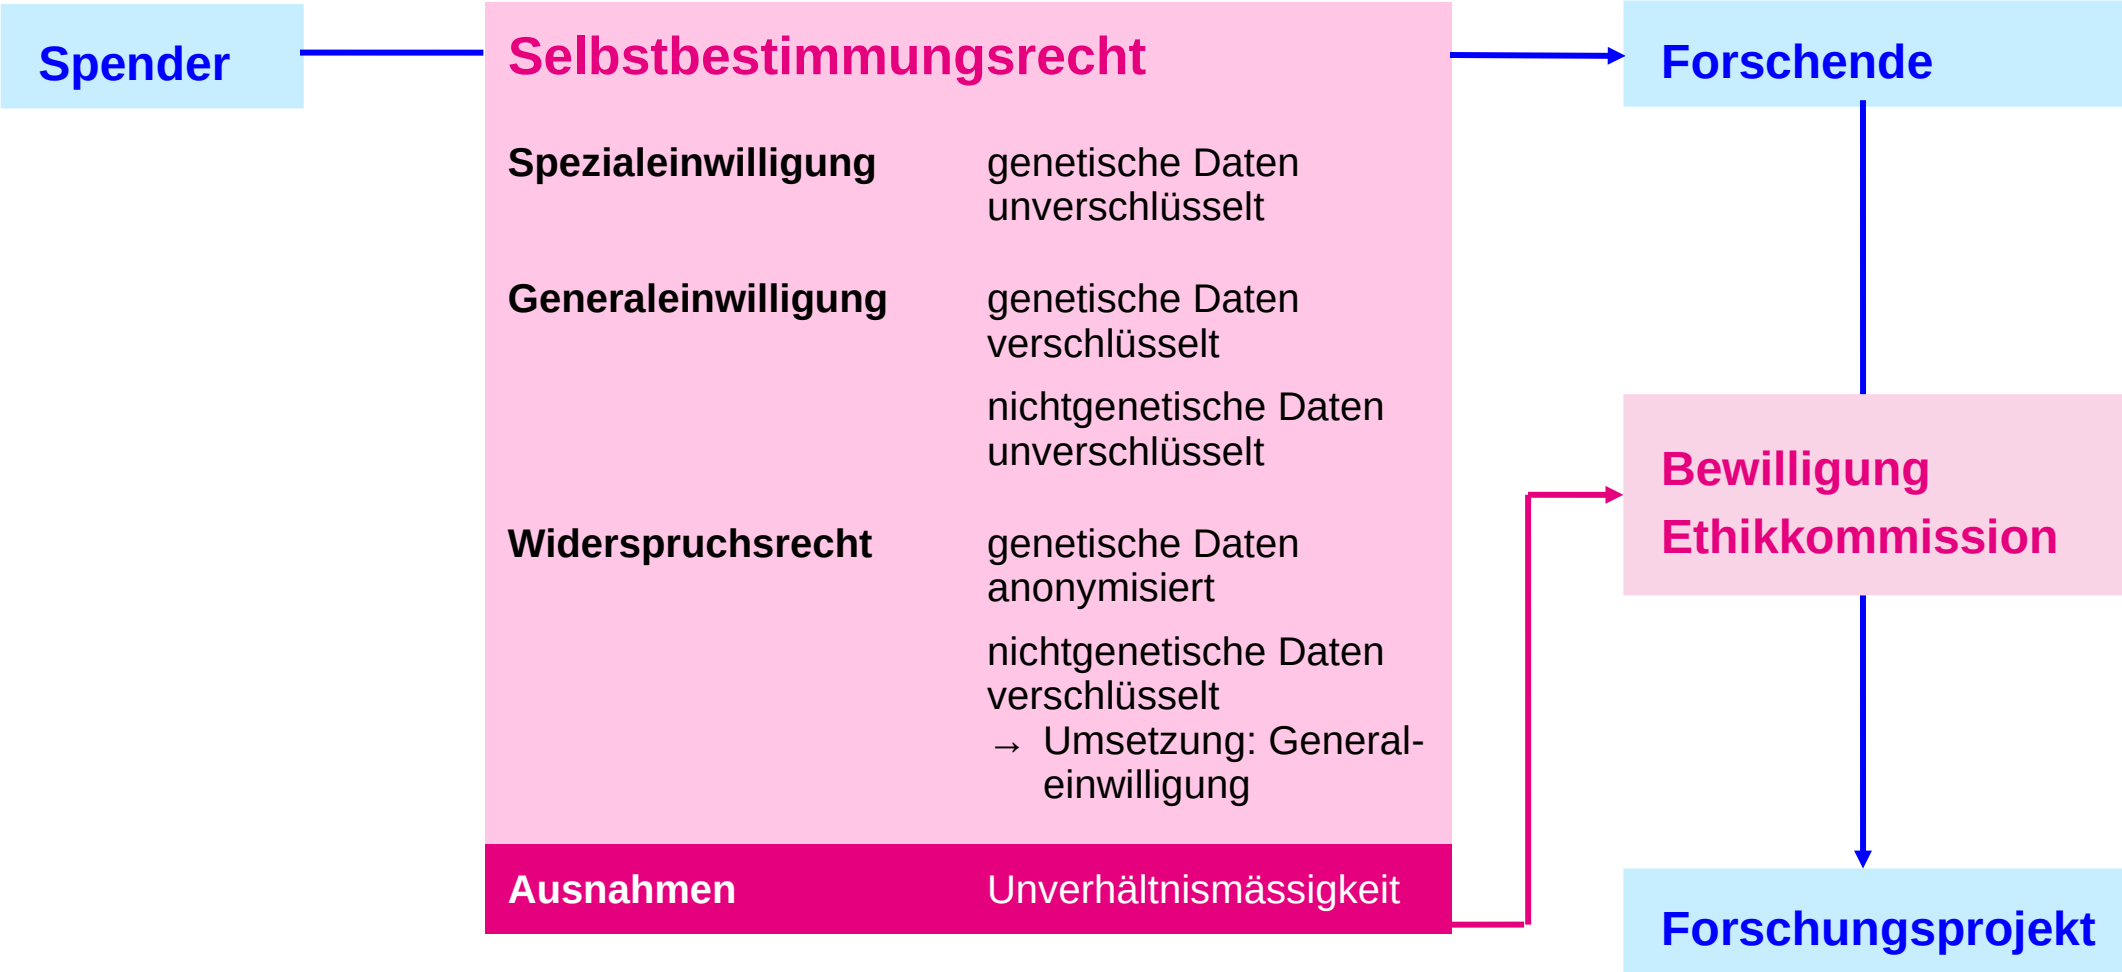 Spender
Selbstbestimmungsrecht
Spezialeinwilligung genetische Daten
unverschlüsselt
Generaleinwilligung genetische Daten
verschlüsselt
nichtgenetische Daten
unverschlüsselt
Widerspruchsrecht genetische Daten
anonymisiert
nichtgenetische Daten
verschlüsselt
→ Umsetzung: General-
einwilligung
Ausnahmen Unverhältnismässigkeit
Forschende
Bewilligung
Ethikkommission
Forschungsprojekt